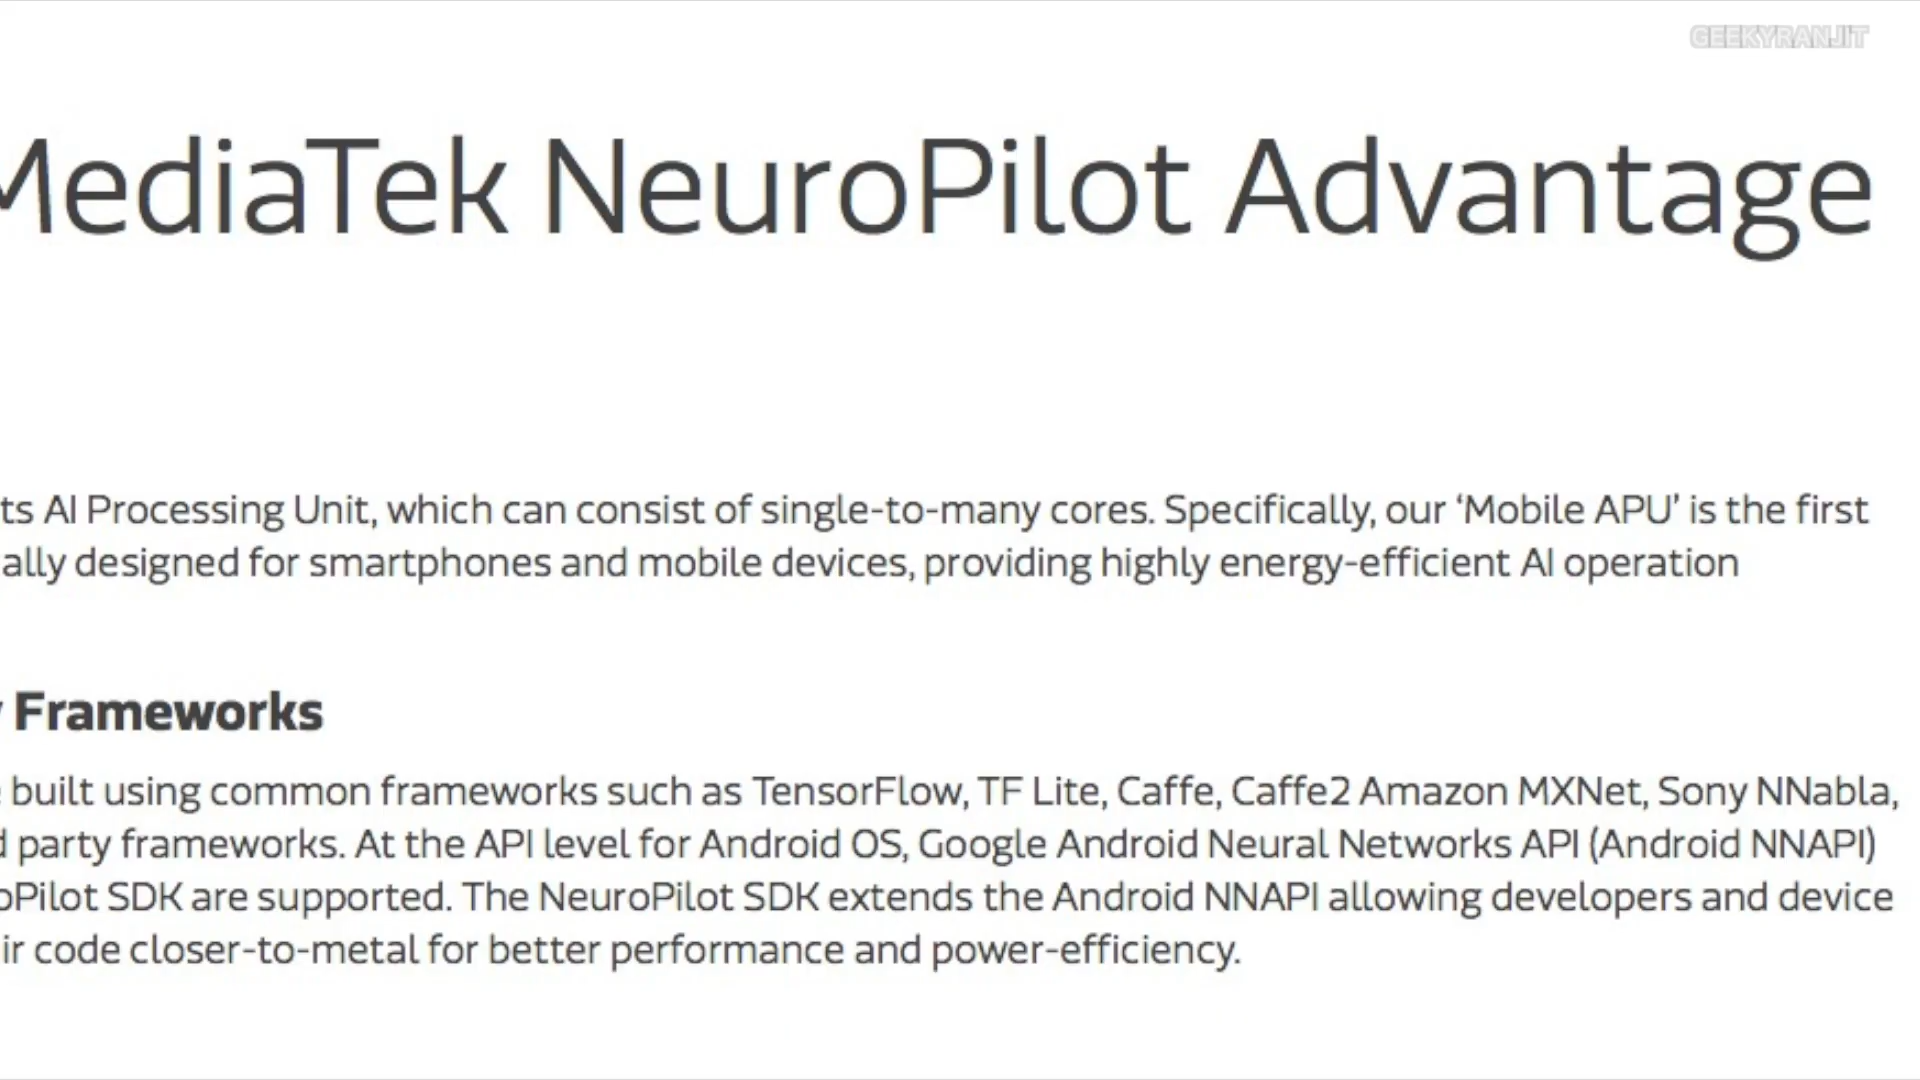 GEEKYRANJIT
MediaTek NeuroPilot Advantage
ts AI Processing Unit, which can consist of single-to-many cores. Specifically, our ‘Mobile APU’ is the first
ally designed for smartphones and mobile devices, providing highly energy-efficient AI operation
Frameworks
built using common frameworks such as TensorFlow, TF Lite, Caffe, Caffe2 Amazon MXNet, Sony NNabla,
party frameworks. At the API level for Android OS, Google Android Neural Networks API (Android NNAPI)
oPilot SDK are supported. The NeuroPilot SDK extends the Android NNAPI allowing developers and device
ir code closer-to-metal for better performance and power-efficiency.